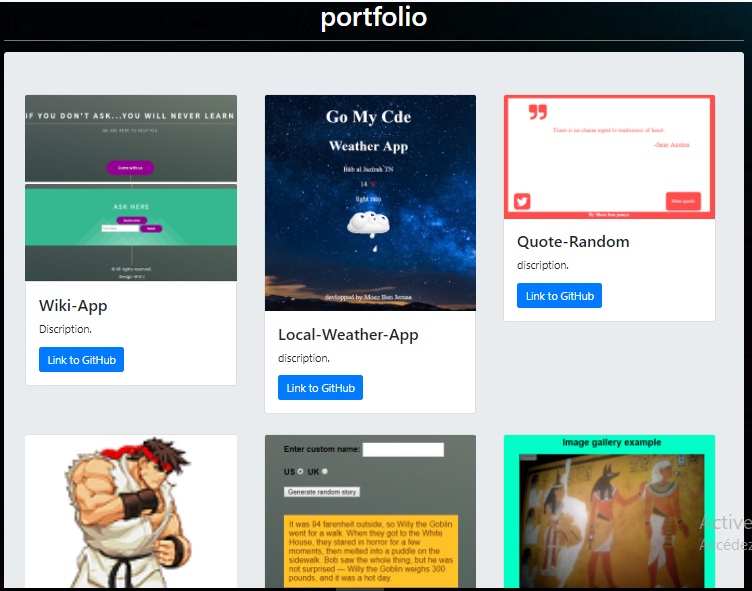 portfolio
IF YOU DON'T ASK...YOU WILL NEVER LEARN
WE ARE HERE TO HELP YOU
Come with us
ASK HERE
© All rights reserved.
Wiki-App
Discription.
Link to GitHub
Go My Cde
Weather App
Bab al Jazirah TN
14 °C
light rain
devlopped by Moez Ben Jemaa
Local-Weather-App
discription.
Link to GitHub
There is no charm equal to tenderness of heart.
-Jane Austen
New quote
By Moez ben jemaa
Quote-Random
discription.
Link to GitHub
Enter custom name:
US UK
Generate random story
It was 94 farenheit outside, so Willy the Goblin
went for a walk. When they got to the White
House, they stared in horror for a few
moments, then melted into a puddle on the
sidewalk. Bob saw the whole thing, but he was
not surprised — Willy the Goblin weighs 300
pounds, and it was a hot day.
Image gallery example
Active
Accédez